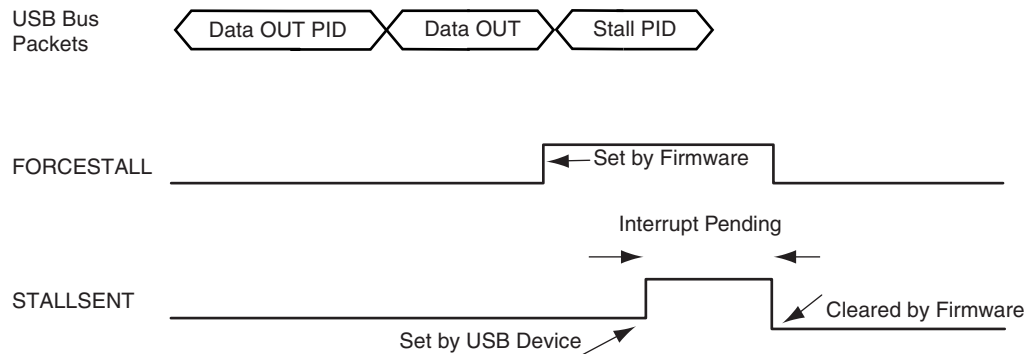 USB Bus
Packets
Data OUT PID
Data OUT
Stall PID
FORCESTALL
Set by Firmware
Interrupt Pending
STALLSENT
Cleared by Firmware
Set by USB Device